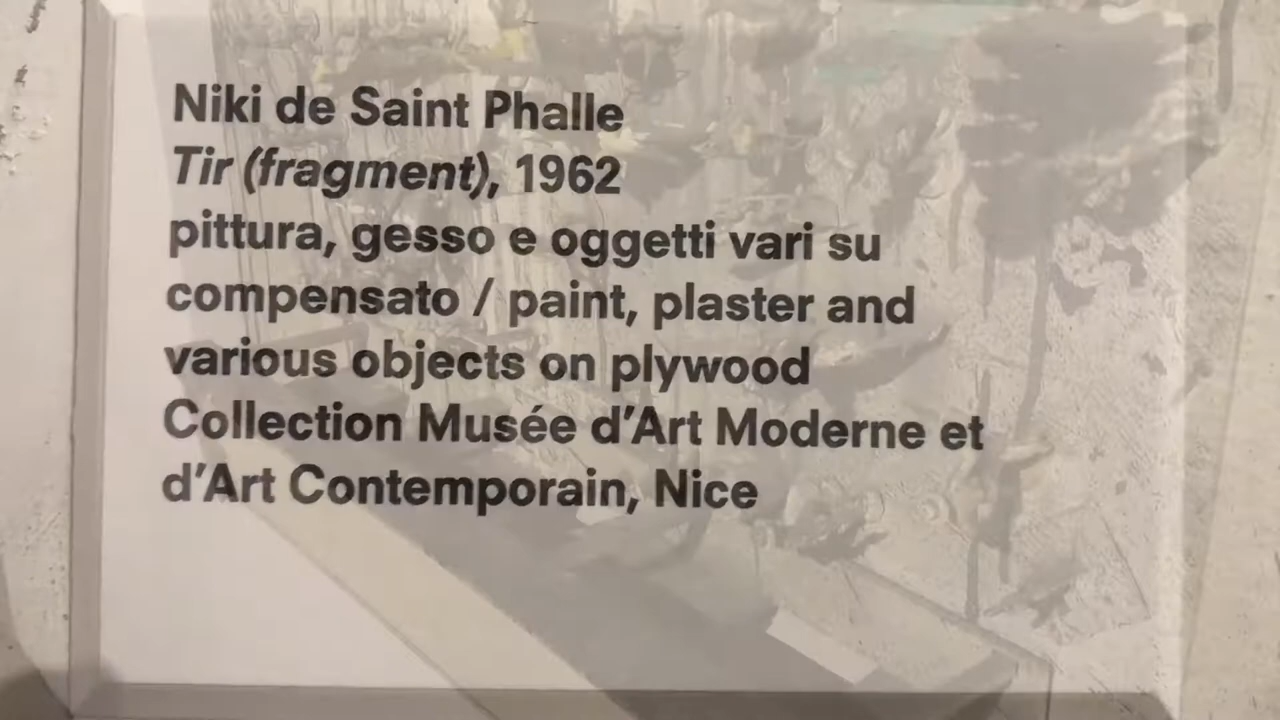 Niki de Saint Phalle
Tir (fragment), 1962
pittura, gesso e oggetti vari su
compensato / paint, plaster and
various objects on plywood
Collection Musée d'Art Moderne et
d'Art Contemporain, Nice